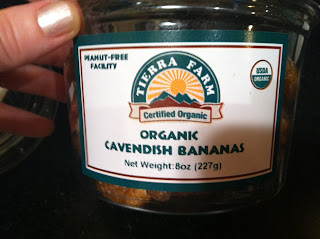 PEANUT-FREE
FACILITY
TIERRA FARM
Certified Organic
USDA
ORGANIC
ORGANIC
CAVENDISH BANANAS
Net Weight:8oz (227g)